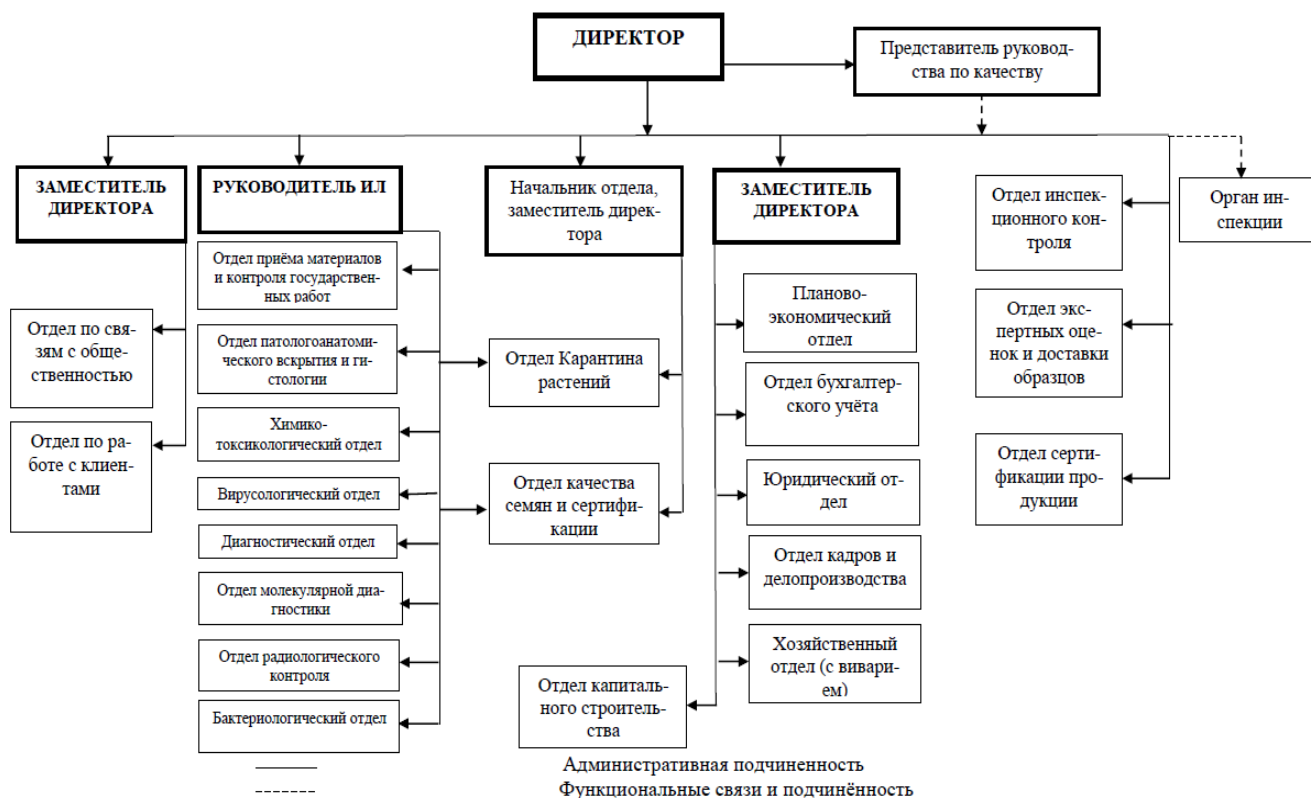 ДИРЕКТОР
Представитель руковод-
ства по качеству
ЗАМЕСТИТЕЛЬ
ДИРЕКТОРА
РУКОВОДИТЕЛЬ ИЛ
Начальник отдела,
заместитель дирек-
тора
ЗАМЕСТИТЕЛЬ
ДИРЕКТОРА
Отдел инспек-
ционного кон-
троля
Орган ин-
спекции
Отдел приёма материалов
и контроля государствен-
ных работ
Отдел по свя-
зям с обще-
ственностью
Отдел патологоанатоми-
ческого вскрытия и ги-
стологии
Отдел Карантина
растений
Планово-
экономический
отдел
Отдел экс-
пертных оце-
нок и доставки
образцов
Отдел бухгалтер-
ского учёта
Отдел по ра-
боте с клиен-
тами
Химико-
токсикологический отдел
Вирусологический отдел
Отдел качества
семян и сертифи-
кации
Юридический от-
дел
Отдел серти-
фикации про-
дукции
Диагностический отдел
Отдел молекулярной диа-
гностики
Отдел кадров и
делопроизводства
Отдел радиологического
контроля
Хозяйственный
отдел (с вивари-
ем)
Бактериологический отдел
Отдел капиталь-
ного строитель-
ства
Административная подчиненность
Функциональные связи и подчинённость